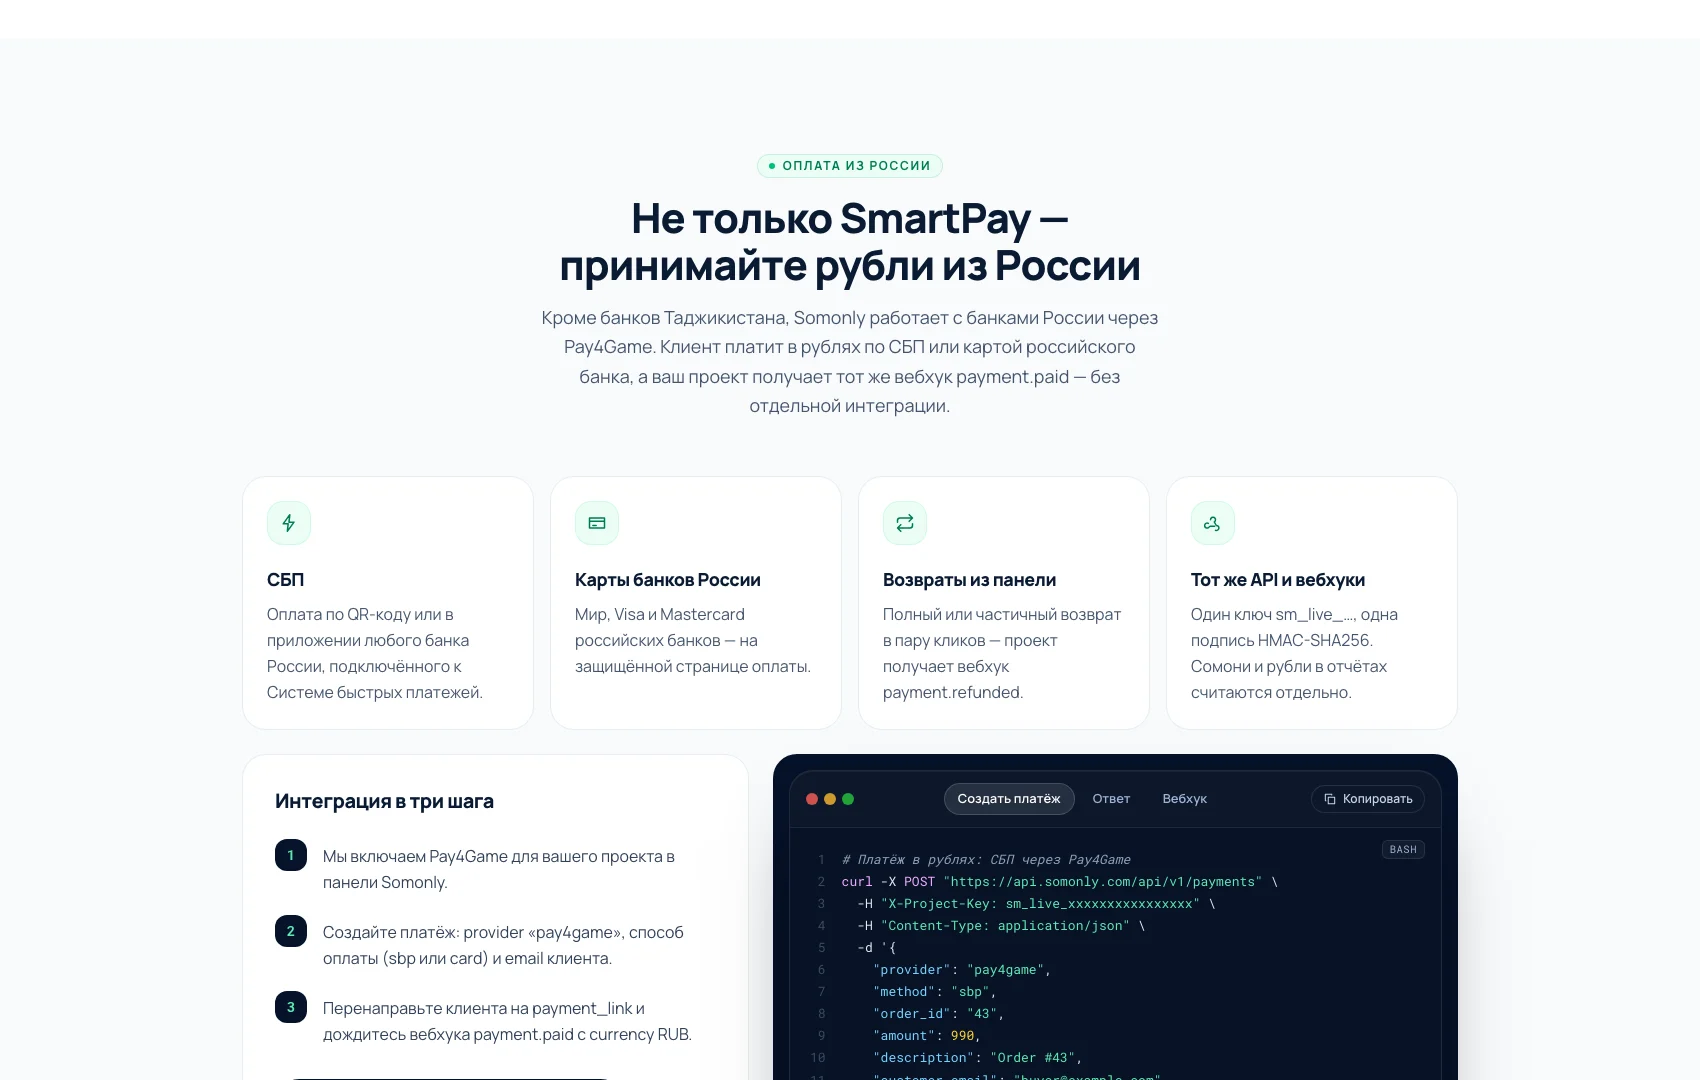 ОПЛАТА ИЗ РОССИИ
Не только SmartPay —
принимайте рубли из России
Кроме банков Таджикистана, Somonly работает с банками России через
Pay4Game. Клиент платит в рублях по СБП или картой российского
банка, а ваш проект получает тот же вебхук payment.paid — без
отдельной интеграции.
СБП
Оплата по QR-коду или в
приложении любого банка
России, подключённого к
Системе быстрых платежей.
Карты банков России
Мир, Visa и Mastercard
российских банков — на
защищённой странице оплаты.
Возвраты из панели
Полный или частичный возврат
в пару кликов — проект
получает вебхук
payment.refunded.
Тот же API и вебхуки
Один ключ sm_live_…, одна
подпись HMAC-SHA256.
Сомони и рубли в отчётах
считаются отдельно.
Интеграция в три шага
1 Мы включаем Pay4Game для вашего проекта в
панели Somonly.
2 Создайте платёж: provider «pay4game», способ
оплаты (sbp или card) и email клиента.
3 Перенаправьте клиента на payment_link и
дождитесь вебхука payment.paid с currency RUB.
Создать платёж Ответ Вебхук Копировать
BASH
1 # Платёж в рублях: СБП через Pay4Game
2 curl -X POST "https://api.somonly.com/api/v1/payments" \
3 -H "X-Project-Key: sm_live_xxxxxxxxxxxxxxxx" \
4 -H "Content-Type: application/json" \
5 -d '{
6 "provider": "pay4game",
7 "method": "sbp",
8 "order_id": "43",
9 "amount": 990,
10 "description": "Order #43",
11 "customer_email": "buyer@example.com"